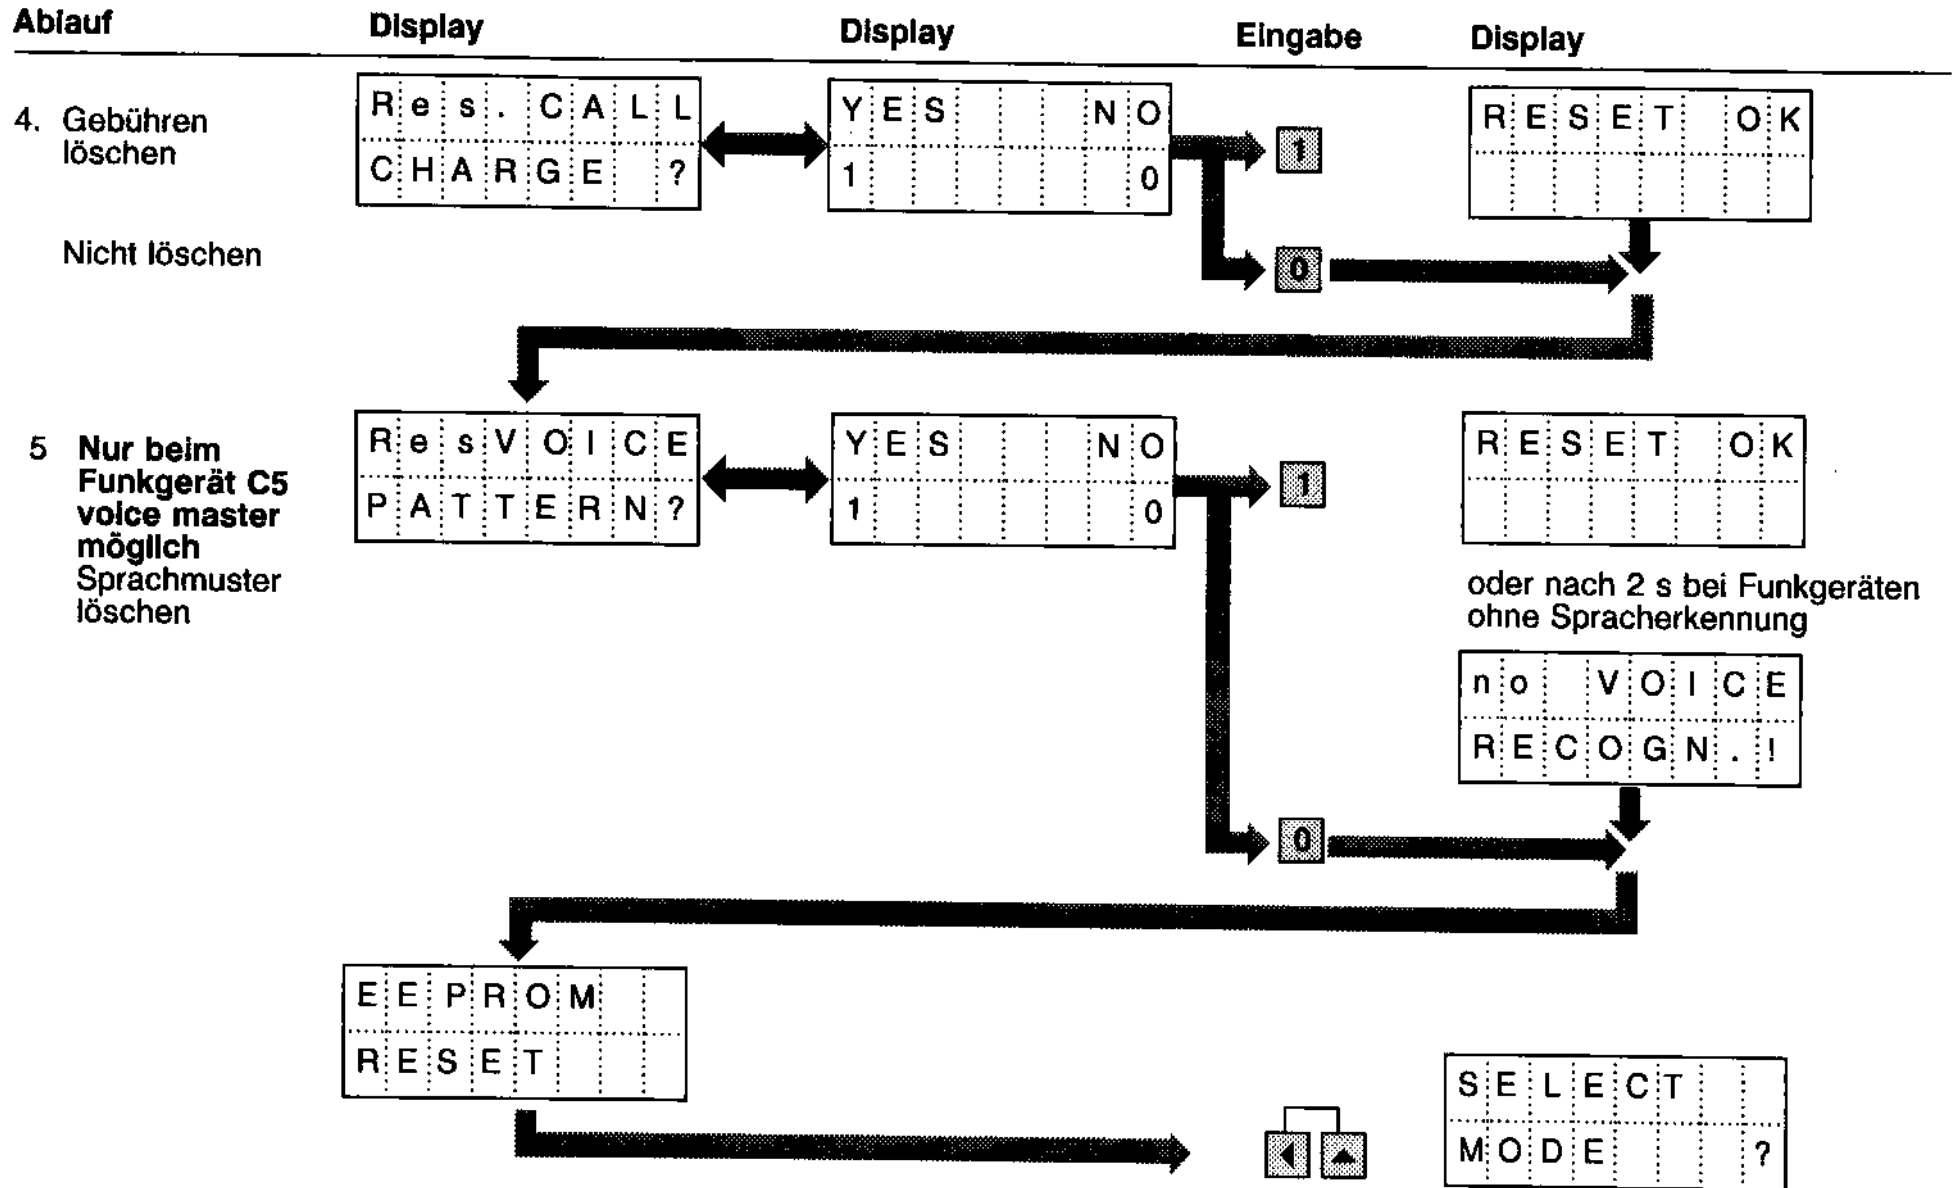 Ablauf Display Display Eingabe Display
4. Gebühren
löschen
Res. CALL
CHARGE ?
YES NO
1 0
1
RESET OK
Nicht löschen
0
5 Nur beim
Funkgerät C5
voice master
möglich
Sprachmuster
löschen
ResVOICE
PATTERN?
YES NO
1 0
1
RESET OK
oder nach 2 s bei Funkgeräten
ohne Spracherkennung
no VOICE
RECOGN.!
0
EEPROM
RESET
SELECT
MODE ?